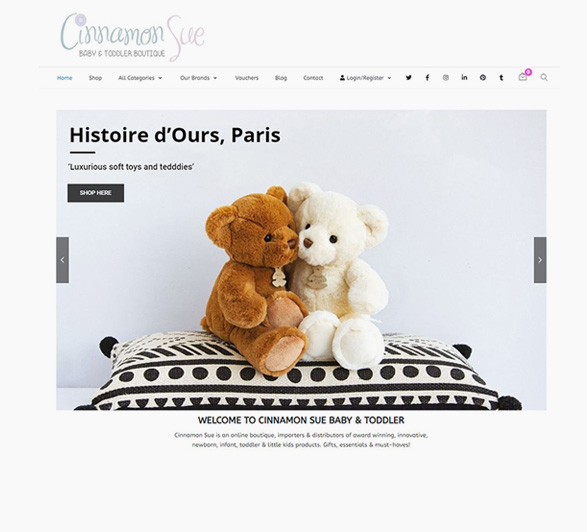 Cinnamon Sue
BABY & TODDLER BOUTIQUE
Home Shop All Categories Our Brands Vouchers Blog Contact Login/Register 0
Histoire d’Ours, Paris
'Luxurious soft toys and tedddies'
SHOP HERE
WELCOME TO CINNAMON SUE BABY & TODDLER
Cinnamon Sue is an online boutique, importers & distributors of award winning, innovative,
newborn, infant, toddler & little kids products. Gifts, essentials & must-haves!